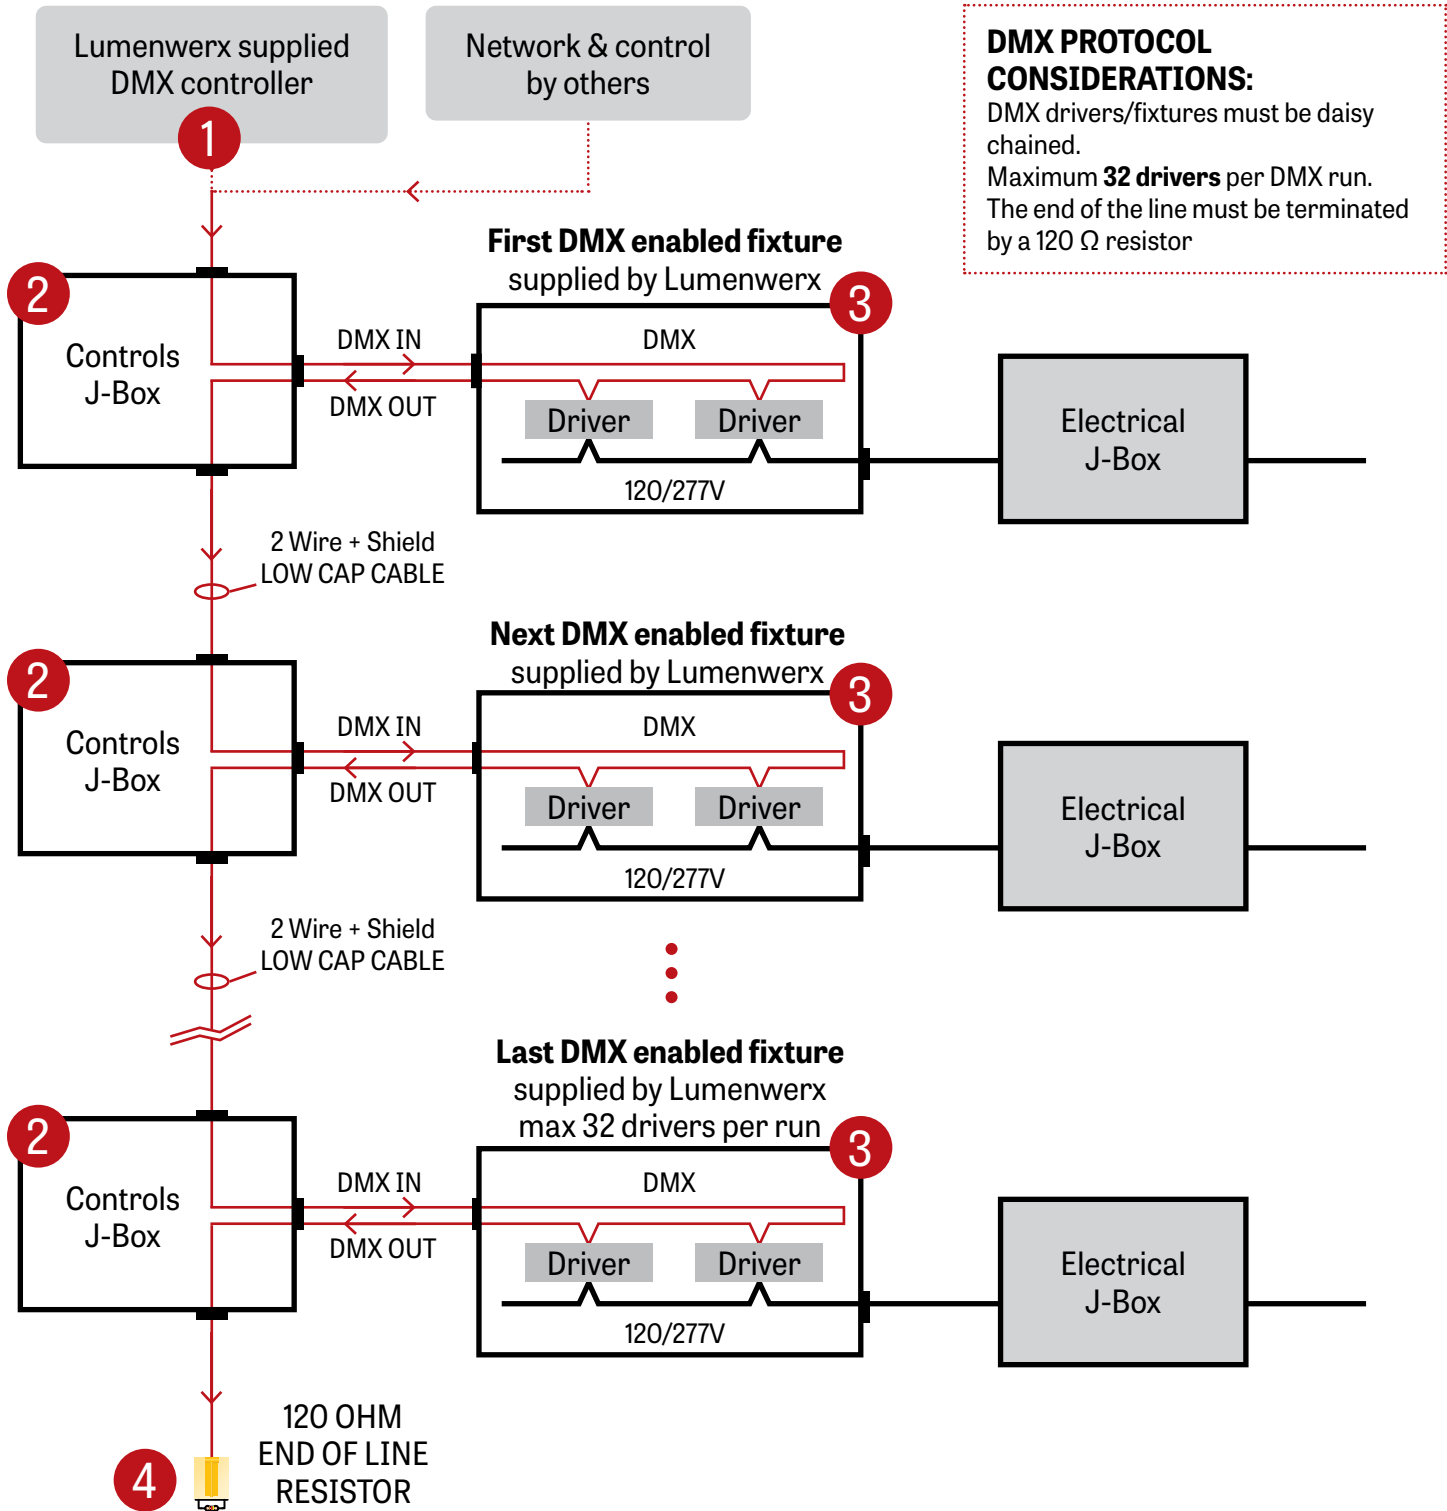 Lumenwerx supplied
DMX controller
1
Network & control
by others
DMX PROTOCOL
CONSIDERATIONS:
DMX drivers/fixtures must be daisy
chained.
Maximum 32 drivers per DMX run.
The end of the line must be terminated
by a 120 Ω resistor
2
Controls
J-Box
DMX IN
DMX OUT
First DMX enabled fixture
supplied by Lumenwerx
3
DMX
Driver
Driver
120/277V
Electrical
J-Box
2 Wire + Shield
LOW CAP CABLE
2
Controls
J-Box
DMX IN
DMX OUT
Next DMX enabled fixture
supplied by Lumenwerx
3
DMX
Driver
Driver
120/277V
Electrical
J-Box
2 Wire + Shield
LOW CAP CABLE
2
Controls
J-Box
DMX IN
DMX OUT
Last DMX enabled fixture
supplied by Lumenwerx
max 32 drivers per run
3
DMX
Driver
Driver
120/277V
Electrical
J-Box
4
120 OHM
END OF LINE
RESISTOR